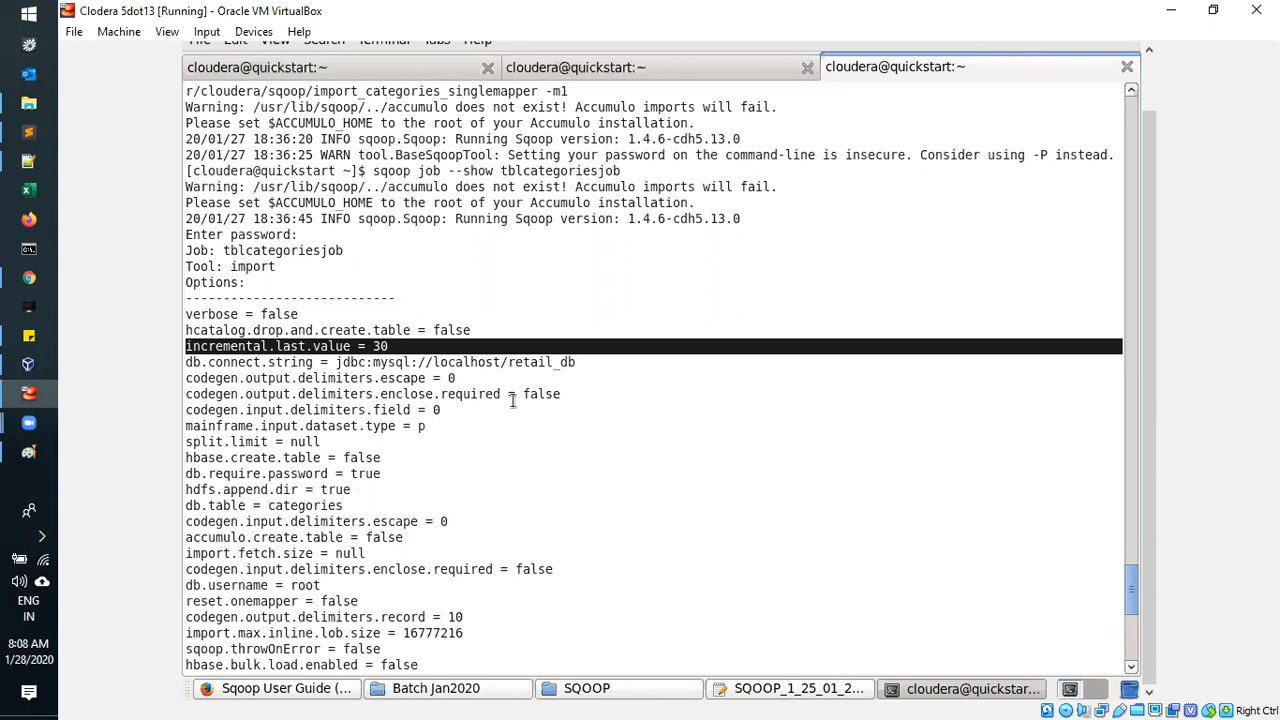 Clodera 5dot13 [Running] - Oracle VM VirtualBox
File Machine View Input Devices Help
File Edit View Search Terminal Tabs Help
cloudera@quickstart:~ cloudera@quickstart:~ cloudera@quickstart:~
r/cloudera/sqoop/import_categories_singlemapper -m1
Warning: /usr/lib/sqoop/../accumulo does not exist! Accumulo imports will fail.
Please set $ACCUMULO_HOME to the root of your Accumulo installation.
20/01/27 18:36:20 INFO sqoop.Sqoop: Running Sqoop version: 1.4.6-cdh5.13.0
20/01/27 18:36:25 WARN tool.BaseSqoopTool: Setting your password on the command-line is insecure. Consider using -P instead.
[cloudera@quickstart ~]$ sqoop job --show tblcategoriesjob
Warning: /usr/lib/sqoop/../accumulo does not exist! Accumulo imports will fail.
Please set $ACCUMULO_HOME to the root of your Accumulo installation.
20/01/27 18:36:45 INFO sqoop.Sqoop: Running Sqoop version: 1.4.6-cdh5.13.0
Enter password:
Job: tblcategoriesjob
Tool: import
Options:
----------------------------
verbose = false
hcatalog.drop.and.create.table = false
incremental.last.value = 30
db.connect.string = jdbc:mysql://localhost/retail_db
codegen.output.delimiters.escape = 0
codegen.output.delimiters.enclose.required = false
codegen.input.delimiters.field = 0
mainframe.input.dataset.type = p
split.limit = null
hbase.create.table = false
db.require.password = true
hdfs.append.dir = true
db.table = categories
codegen.input.delimiters.escape = 0
accumulo.create.table = false
import.fetch.size = null
codegen.input.delimiters.enclose.required = false
db.username = root
reset.onemapper = false
codegen.output.delimiters.record = 10
import.max.inline.lob.size = 16777216
sqoop.throwOnError = false
hbase.bulk.load.enabled = false
Sqoop User Guide (... Batch Jan2020 SQOOP SQOOP_1_25_01_2... cloudera@quickstar...
ENG
IN
8:08 AM
1/28/2020
Right Ctrl